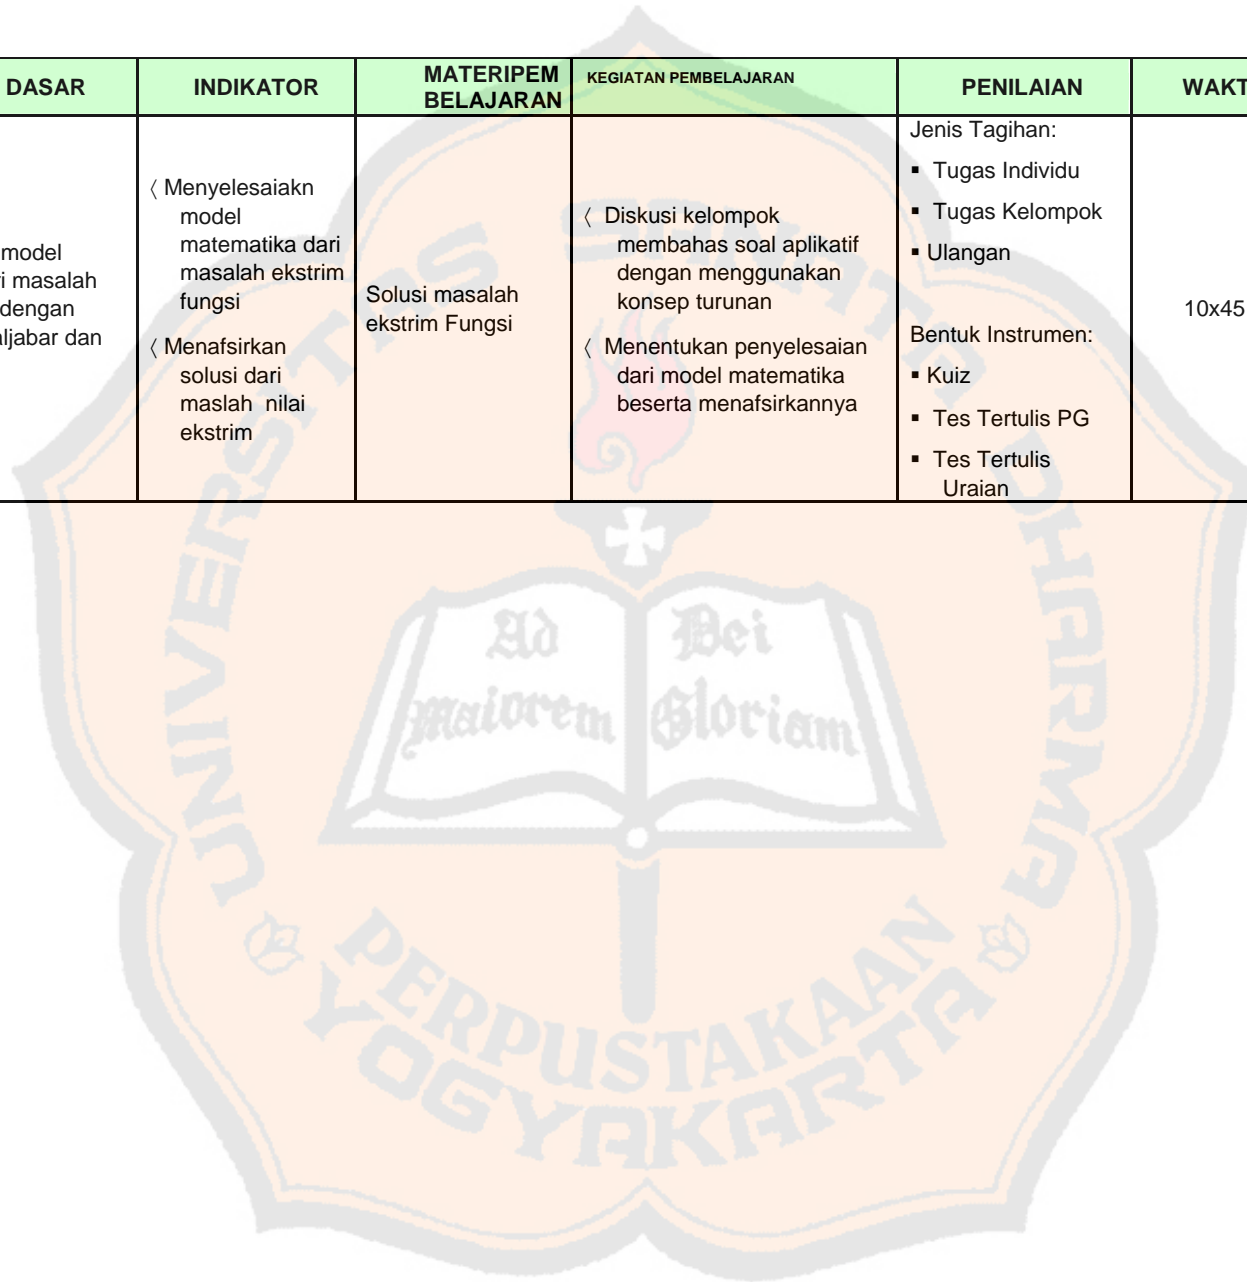 DASAR
INDIKATOR
MATERIPEM
BELAJARAN
KEGIATAN PEMBELAJARAN
PENILAIAN
WAKT
model
i masalah
dengan
ljabar dan
〈 Menyelesaiakn
model
matematika dari
masalah ekstrim
fungsi
〈 Menafsirkan
solusi dari
maslah nilai
ekstrim
Solusi masalah
ekstrim Fungsi
〈 Diskusi kelompok
membahas soal aplikatif
dengan menggunakan
konsep turunan
〈 Menentukan penyelesaian
dari model matematika
beserta menafsirkannya
Jenis Tagihan:
▪ Tugas Individu
▪ Tugas Kelompok
▪ Ulangan
Bentuk Instrumen:
▪ Kuiz
▪ Tes Tertulis PG
▪ Tes Tertulis
Uraian
10x45
UNIVERSITAS SANATA DHARMA
Ad
Maiorem
Dei
Gloriam
PERPUSTAKAAN
YOGYAKARTA